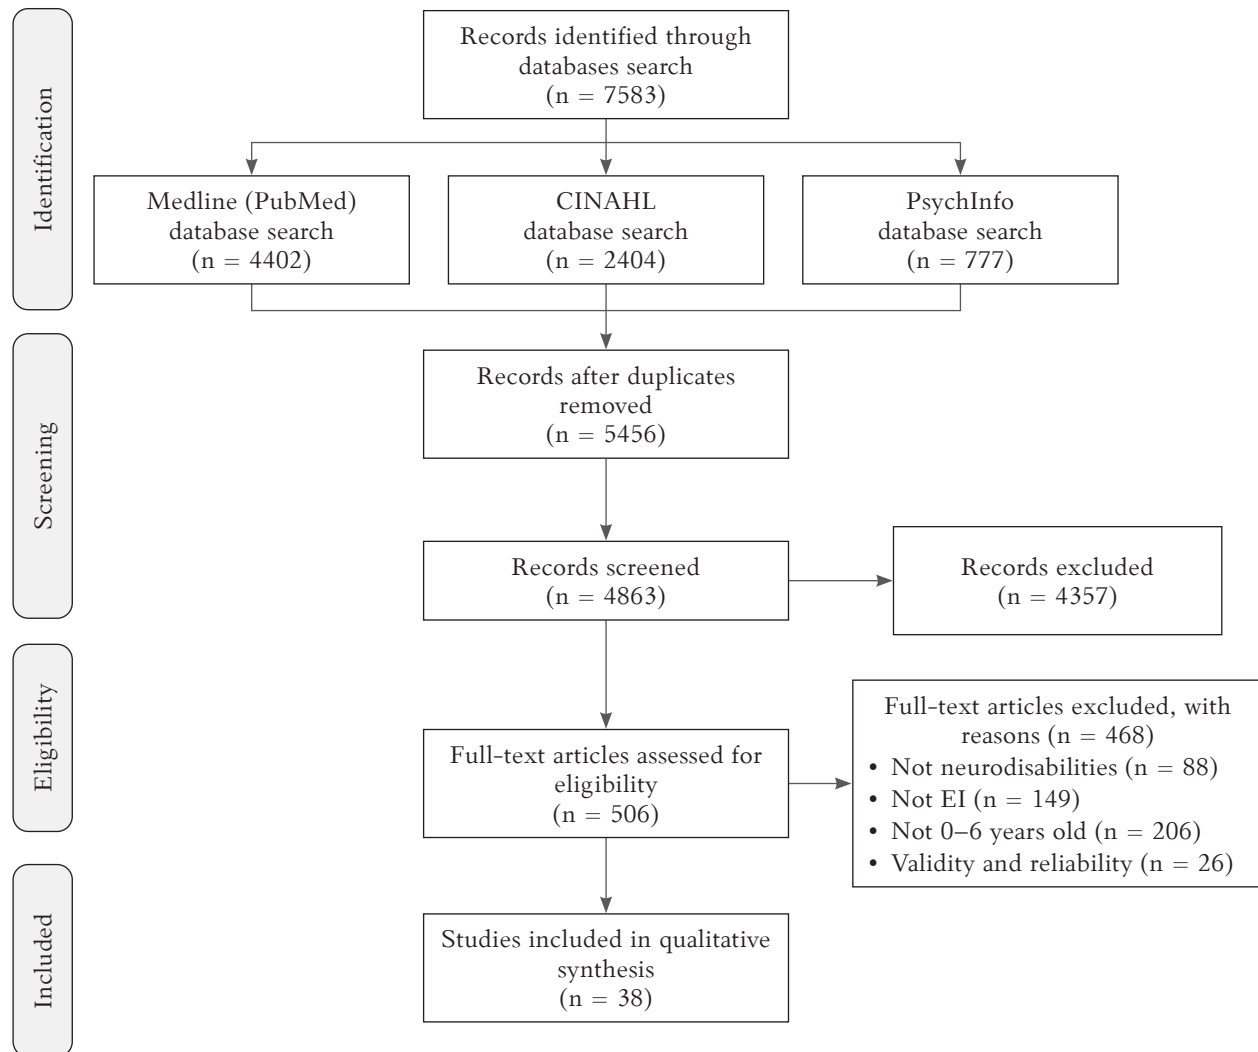 Identification
Records identified through
databases search
(n = 7583)
Medline (PubMed)
database search
(n = 4402)
CINAHL
database search
(n = 2404)
PsychInfo
database search
(n = 777)
Screening
Records after duplicates
removed
(n = 5456)
Records screened
(n = 4863)
Records excluded
(n = 4357)
Eligibility
Full-text articles assessed for
eligibility
(n = 506)
Full-text articles excluded, with
reasons (n = 468)
• Not neurodisabilities (n = 88)
• Not EI (n = 149)
• Not 0–6 years old (n = 206)
• Validity and reliability (n = 26)
Included
Studies included in qualitative
synthesis
(n = 38)